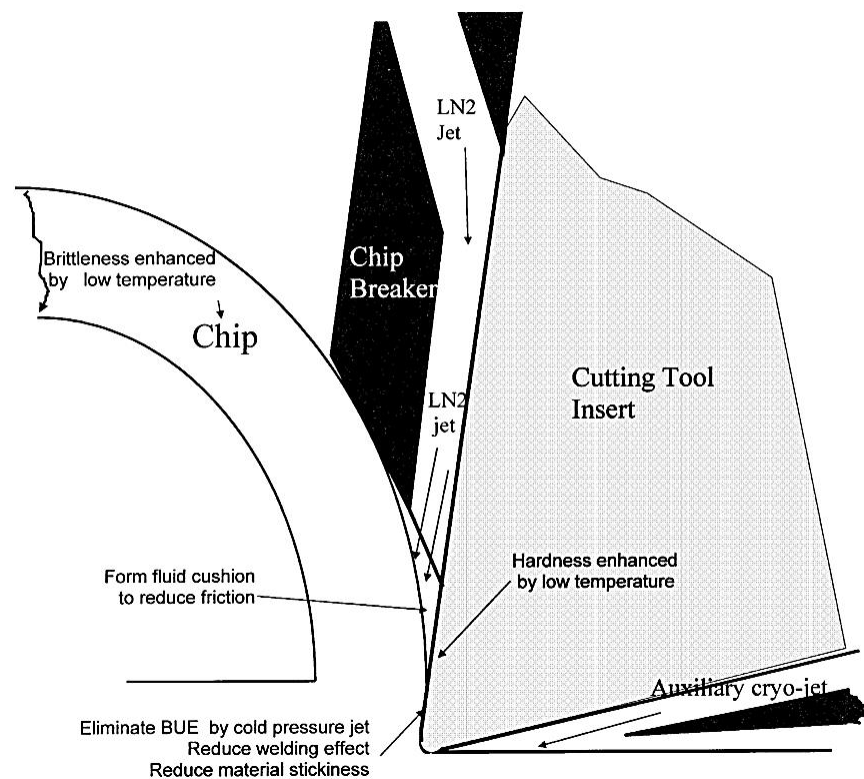 LN2
Jet
Brittleness enhanced
by low temperature
Chip
Chip
Breaker
Cutting Tool
Insert
LN2
jet
Hardness enhanced
by low temperature
Form fluid cushion
to reduce friction
Auxiliary cryo-jet
Eliminate BUE by cold pressure jet
Reduce welding effect
Reduce material stickiness